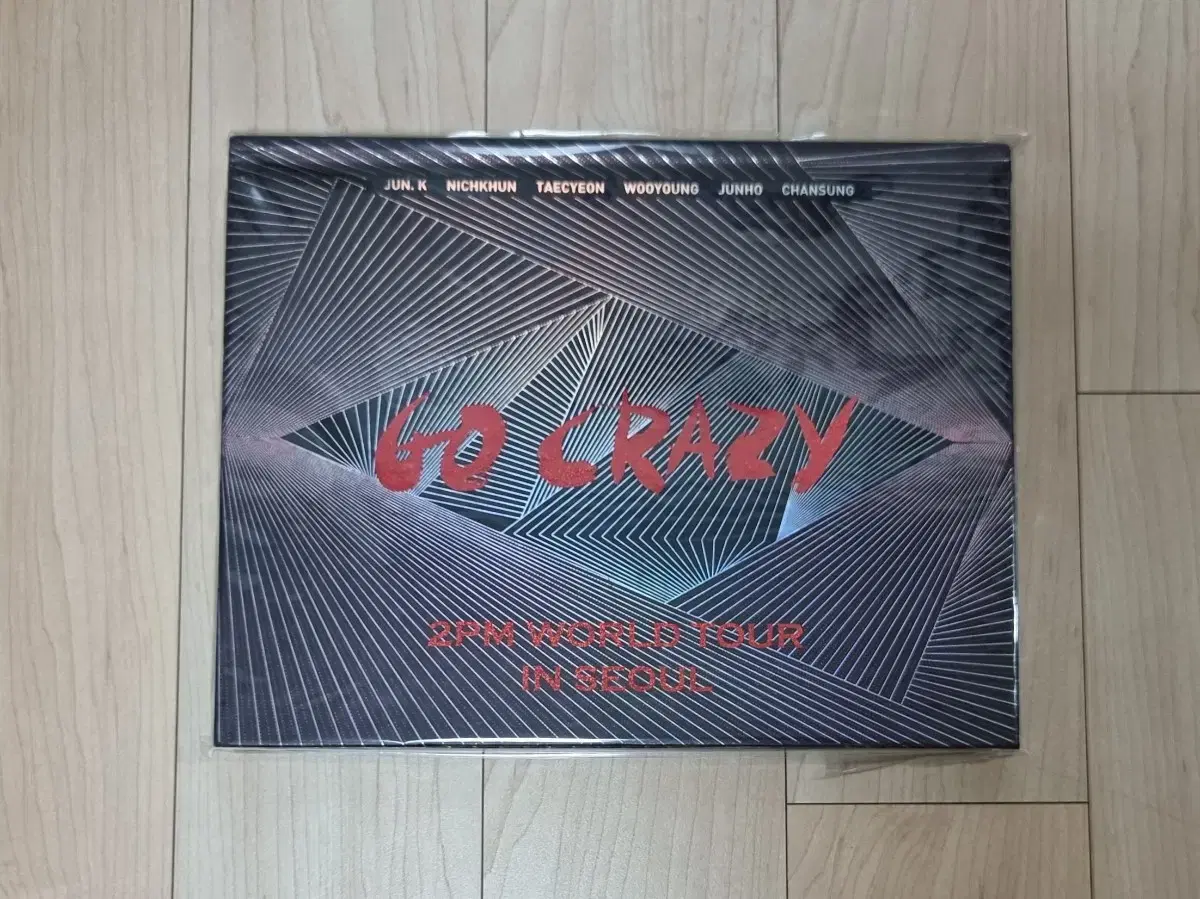 JUN. K NICHKHUN TAECYEON WOOYOUNG JUNHO CHANSUNG
GO CRAZY
2PM WORLD TOUR
IN SEOUL